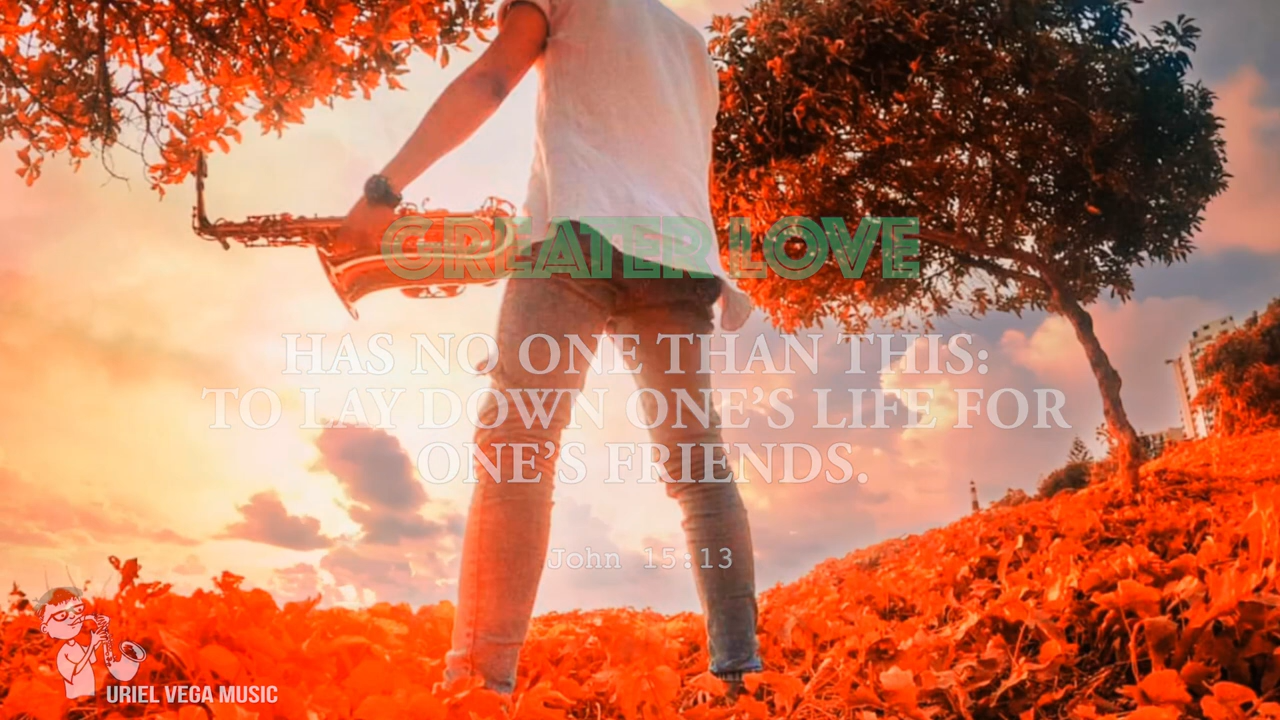 GREATER LOVE
HAS NO ONE THAN THIS:
TO LAY DOWN ONE'S LIFE FOR
ONE'S FRIENDS.
John 15:13
URIEL VEGA MUSIC